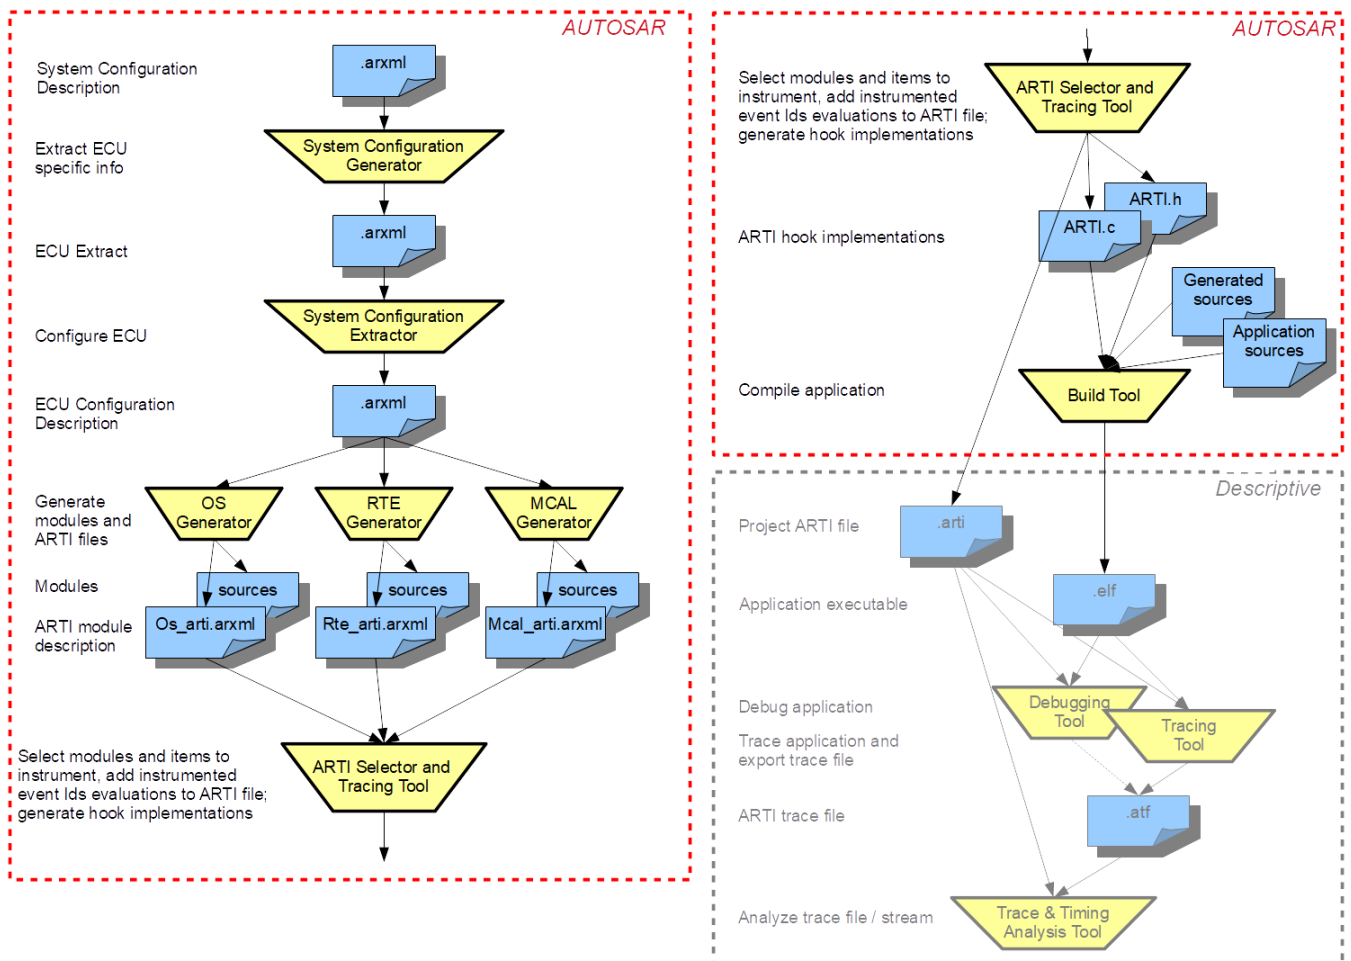 AUTOSAR
.arxml
System Configuration
Description
System Configuration
Generator
Extract ECU
specific info
.arxml
ECU Extract
System Configuration
Extractor
Configure ECU
.arxml
ECU Configuration
Description
OS
Generator
RTE
Generator
MCAL
Generator
Generate
modules and
ARTI files
Modules
sources
sources
sources
ARTI module
description
Os_arti.arxml
Rte_arti.arxml
Mcal_arti.arxml
Select modules and items to
instrument, add instrumented
event Ids evaluations to ARTI file;
generate hook implementations
ARTI Selector and
Tracing Tool
AUTOSAR
Select modules and items to
instrument, add instrumented
event Ids evaluations to ARTI file;
generate hook implementations
ARTI Selector and
Tracing Tool
ARTI.h
ARTI.c
ARTI hook implementations
Generated
sources
Application
sources
Compile application
Build Tool
Descriptive
Project ARTI file
.arti
Application executable
.elf
Debug application
Debugging
Tool
Tracing
Tool
Trace application and
export trace file
ARTI trace file
.atf
Analyze trace file / stream
Trace & Timing
Analysis Tool